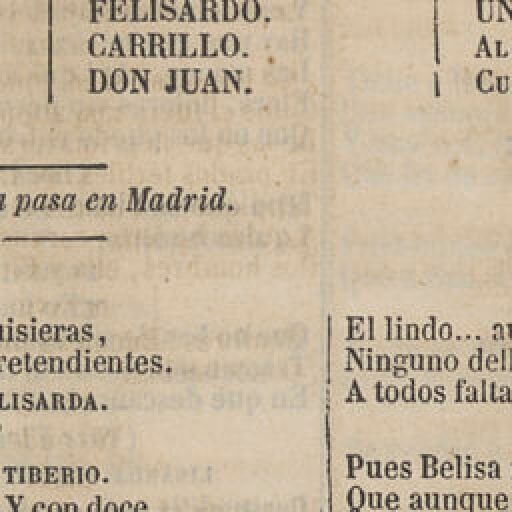 FELISARDO.
CARRILLO.
DON JUAN.
UN
AL
CU
a pasa en Madrid.
uisieras,
retendientes.
LISARDA.
TIBERIO.
Y con doce
El lindo... au
Ninguno dell
A todos falta
Pues Belisa
Que aunque